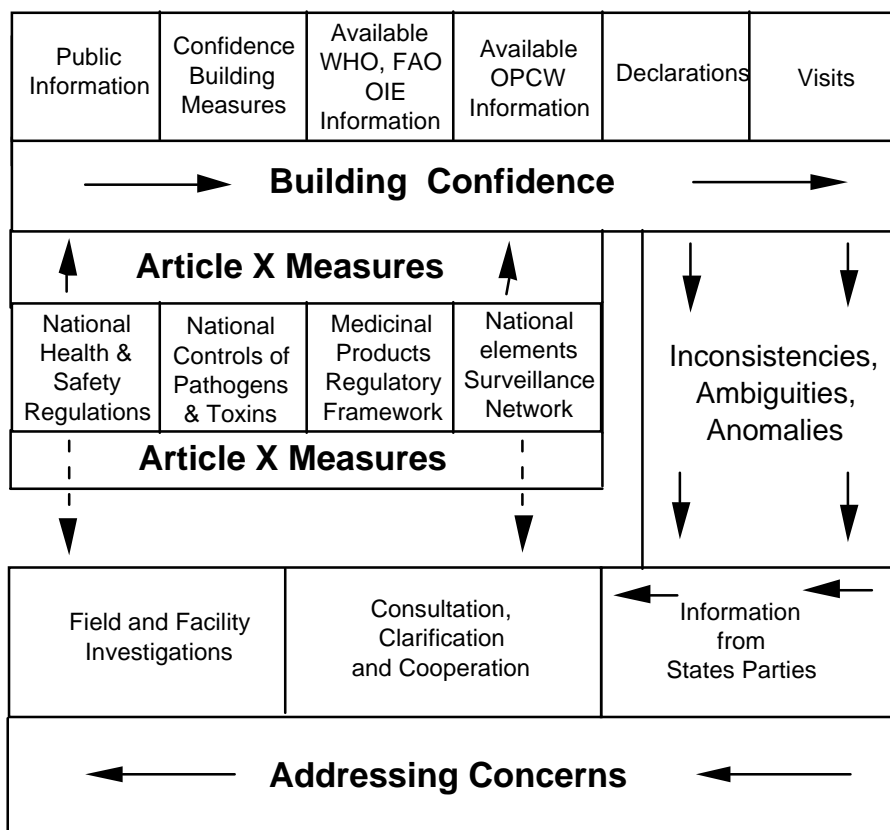 Public
Information
Confidence
Building
Measures
Available
WHO, FAO
OIE
Information
Available
OPCW
Information
Declarations
Visits
Building Confidence
Article X Measures
National
Health &
Safety
Regulations
National
Controls of
Pathogens
& Toxins
Medicinal
Products
Regulatory
Framework
National
elements
Surveillance
Network
Inconsistencies,
Ambiguities,
Anomalies
Article X Measures
Field and Facility
Investigations
Consultation,
Clarification
and Cooperation
Information
from
States Parties
Addressing Concerns